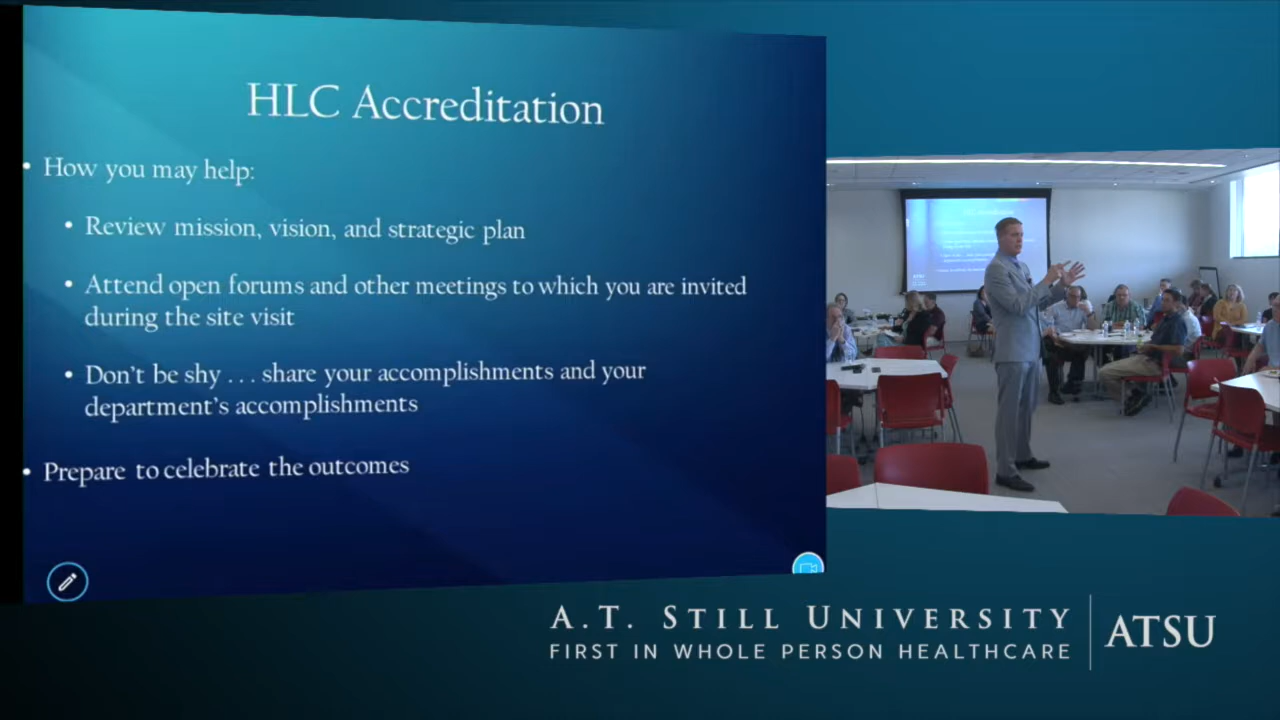 HLC Accreditation
• How you may help:
• Review mission, vision, and strategic plan
• Attend open forums and other meetings to which you are invited
during the site visit
• Don't be shy . . . share your accomplishments and your
department's accomplishments
• Prepare to celebrate the outcomes
A.T. STILL UNIVERSITY
FIRST IN WHOLE PERSON HEALTHCARE
ATSU